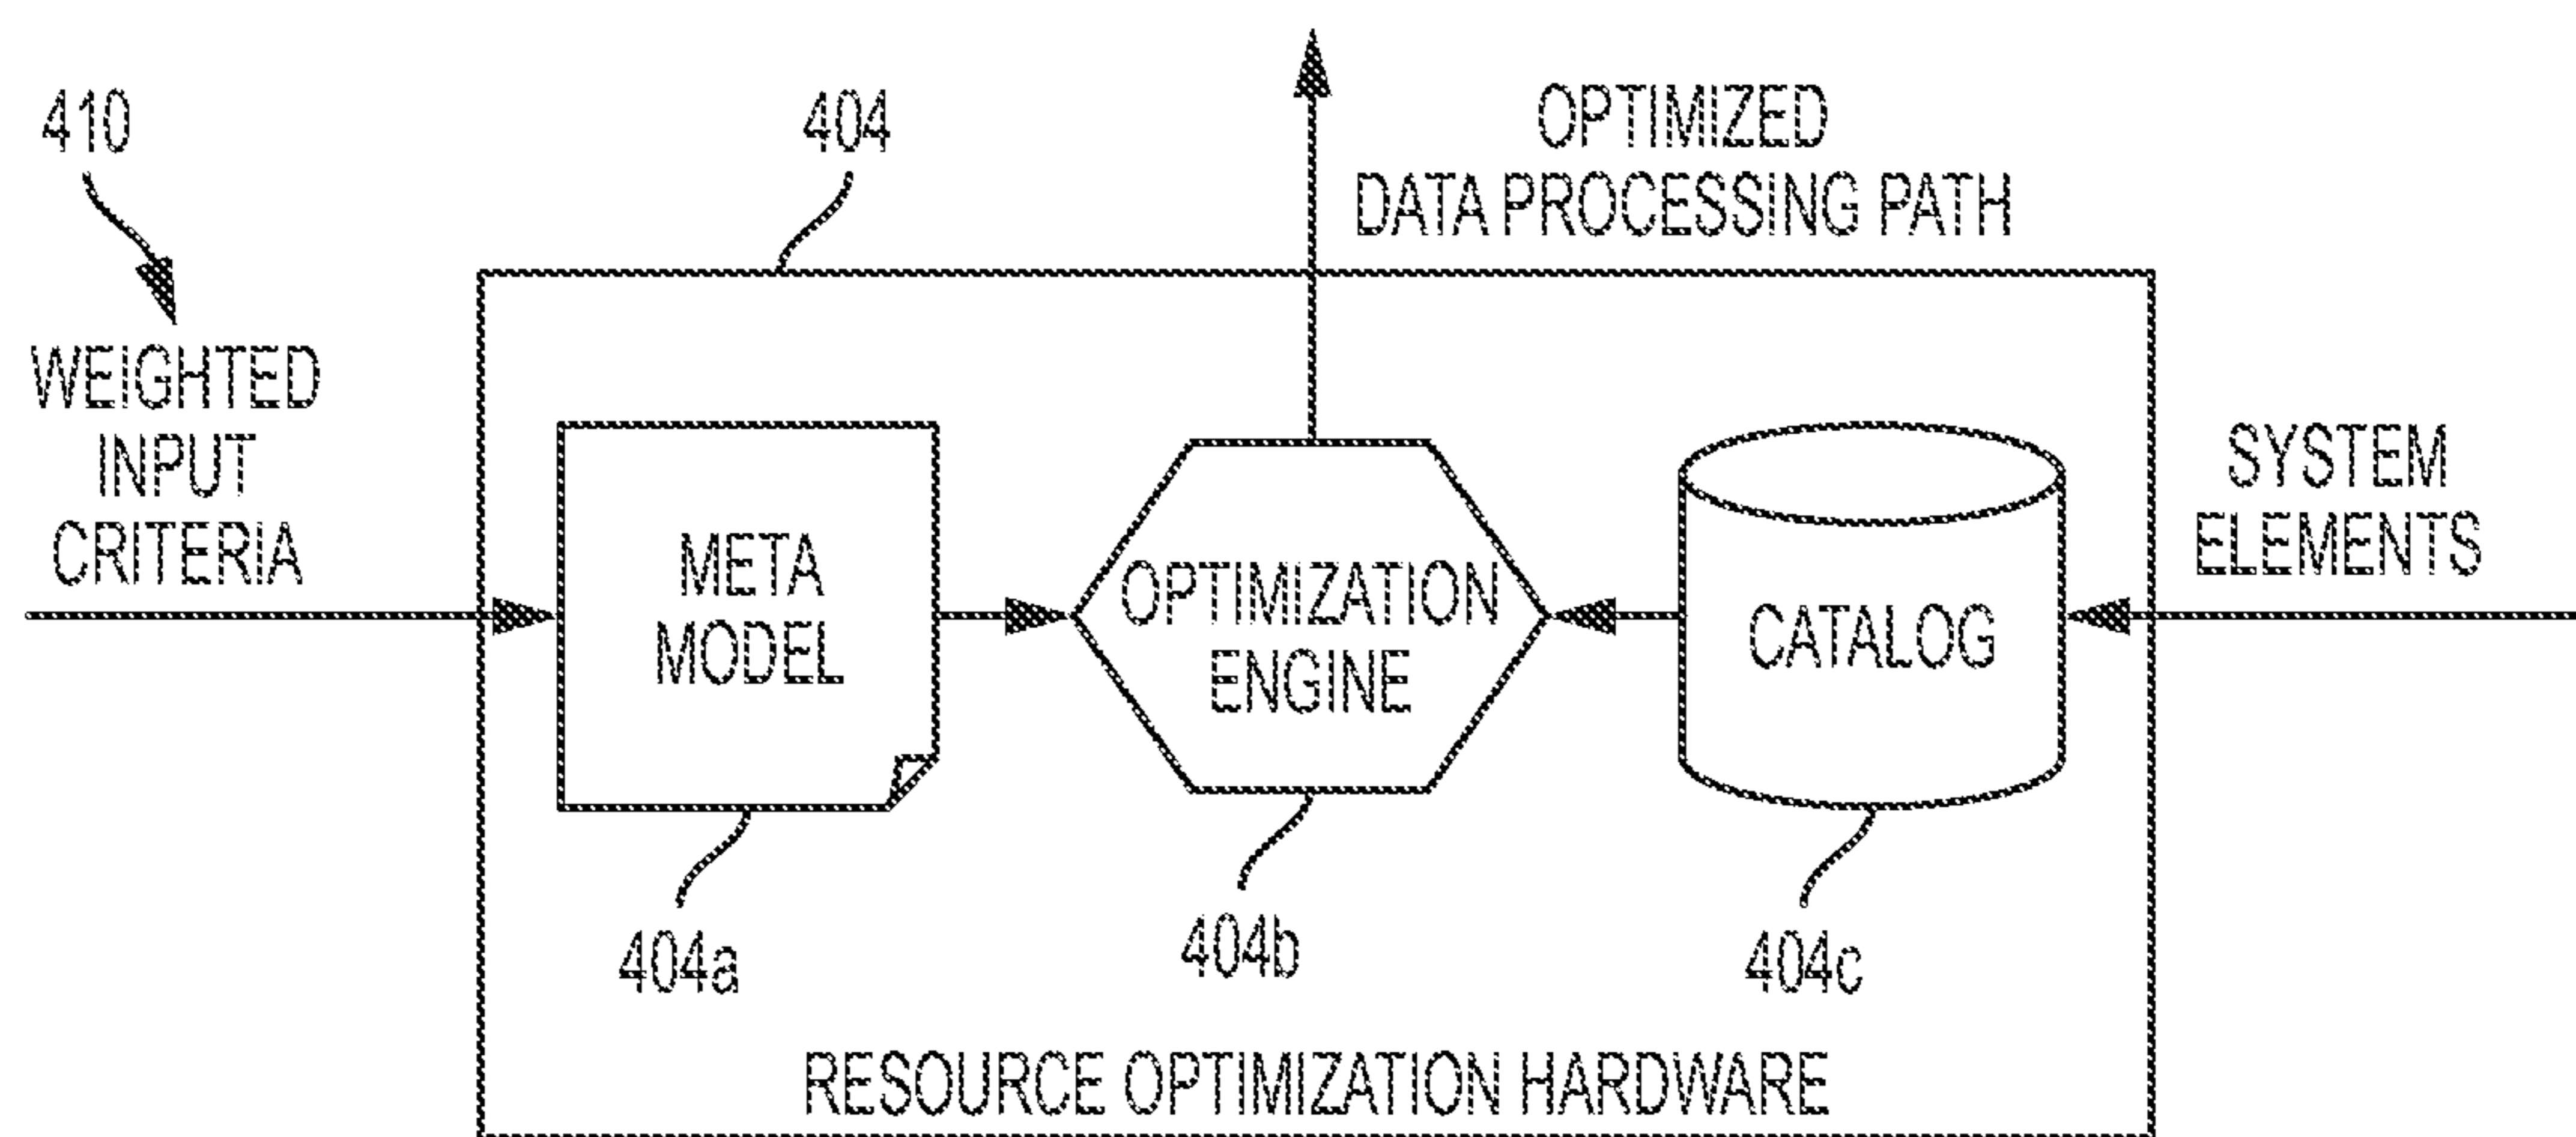 410
404
OPTIMIZED
DATA PROCESSING PATH
WEIGHTED
INPUT
CRITERIA
META
MODEL
OPTIMIZATION
ENGINE
CATALOG
SYSTEM
ELEMENTS
404a
404b
404c
RESOURCE OPTIMIZATION HARDWARE